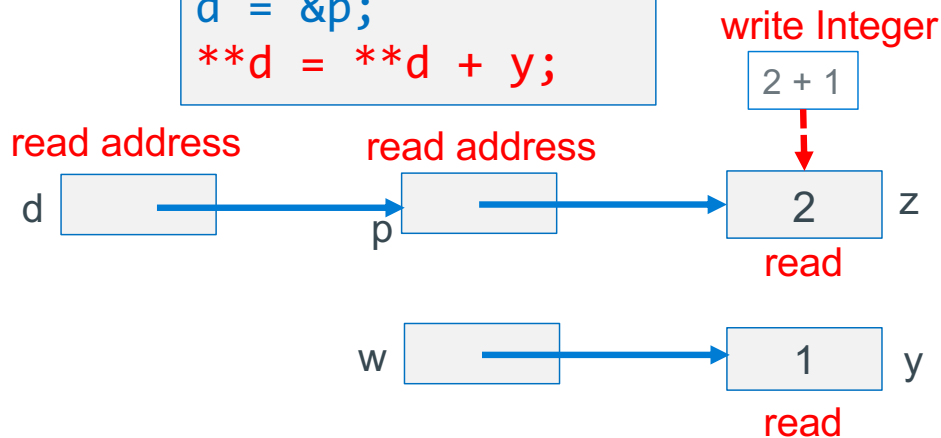 d = &p;
**d = **d + y;
write Integer
2 + 1
read address
read address
d
p
2
z
read
w
1
y
read